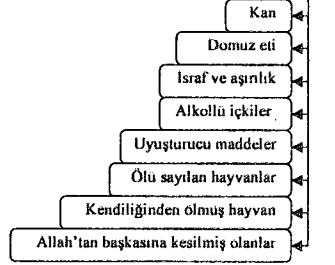 Kan
Domuz eti
İsraf ve aşırılık
Alkollü içkiler
Uyuşturucu maddeler
Ölü sayılan hayvanlar
Kendiliğinden ölmuş hayvan
Allah'tan başkasına kesilmiş olanlar